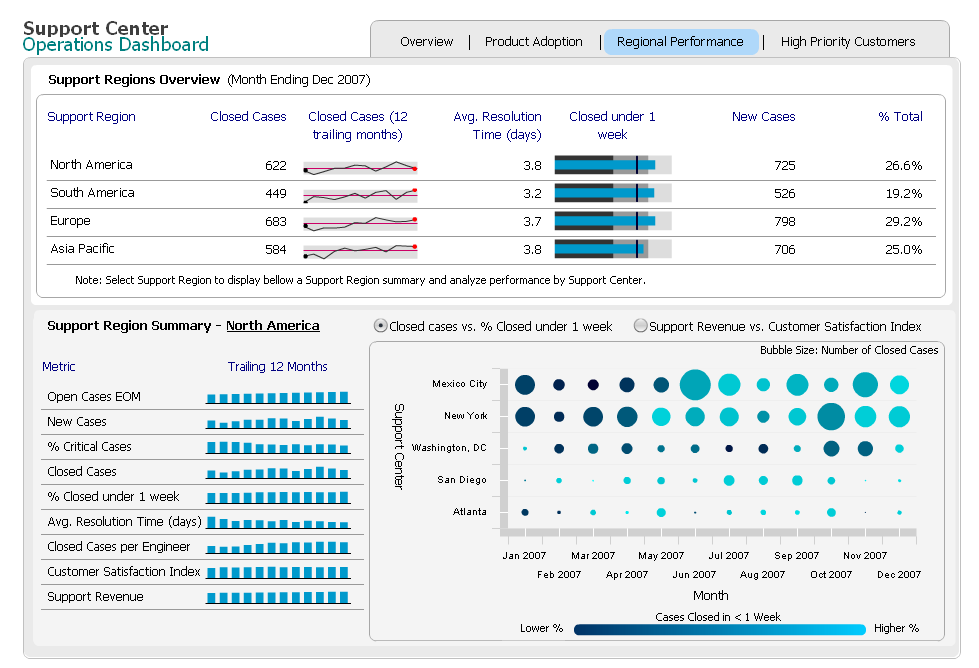 Support Center
Operations Dashboard
Overview | Product Adoption | Regional Performance | High Priority Customers
Support Regions Overview (Month Ending Dec 2007)
Support Region Closed Cases Closed Cases (12 trailing months) Avg. Resolution Time (days) Closed under 1 week New Cases % Total
North America 622 3.8 725 26.6%
South America 449 3.2 526 19.2%
Europe 683 3.7 798 29.2%
Asia Pacific 584 3.8 706 25.0%
Note: Select Support Region to display bellow a Support Region summary and analyze performance by Support Center.
Support Region Summary - North America
Closed cases vs. % Closed under 1 week Support Revenue vs. Customer Satisfaction Index
Metric Trailing 12 Months
Open Cases EOM
New Cases
% Critical Cases
Closed Cases
% Closed under 1 week
Avg. Resolution Time (days)
Closed Cases per Engineer
Customer Satisfaction Index
Support Revenue
Bubble Size: Number of Closed Cases
Support Center
Mexico City
New York
Washington, DC
San Diego
Atlanta
Jan 2007 Mar 2007 May 2007 Jul 2007 Sep 2007 Nov 2007
Feb 2007 Apr 2007 Jun 2007 Aug 2007 Oct 2007 Dec 2007
Month
Cases Closed in < 1 Week
Lower % Higher %